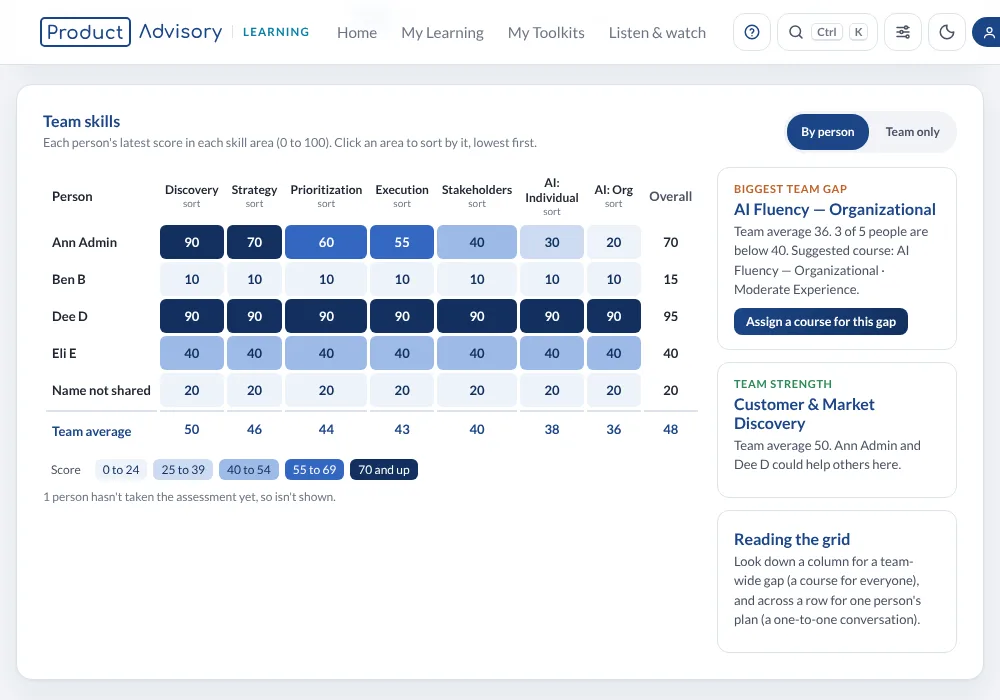 Product Advisory LEARNING Home My Learning My Toolkits Listen & watch Ctrl K
Team skills
Each person's latest score in each skill area (0 to 100). Click an area to sort by it, lowest first.
By person Team only
Person Discovery sort Strategy sort Prioritization sort Execution sort Stakeholders sort AI: Individual sort AI: Org sort Overall
Ann Admin 90 70 60 55 40 30 20 70
Ben B 10 10 10 10 10 10 10 15
Dee D 90 90 90 90 90 90 90 95
Eli E 40 40 40 40 40 40 40 40
Name not shared 20 20 20 20 20 20 20 20
Team average 50 46 44 43 40 38 36 48
Score 0 to 24 25 to 39 40 to 54 55 to 69 70 and up
1 person hasn't taken the assessment yet, so isn't shown.
BIGGEST TEAM GAP
AI Fluency — Organizational
Team average 36. 3 of 5 people are
below 40. Suggested course: AI
Fluency — Organizational ·
Moderate Experience.
Assign a course for this gap
TEAM STRENGTH
Customer & Market
Discovery
Team average 50. Ann Admin and
Dee D could help others here.
Reading the grid
Look down a column for a team-
wide gap (a course for everyone),
and across a row for one person's
plan (a one-to-one conversation).